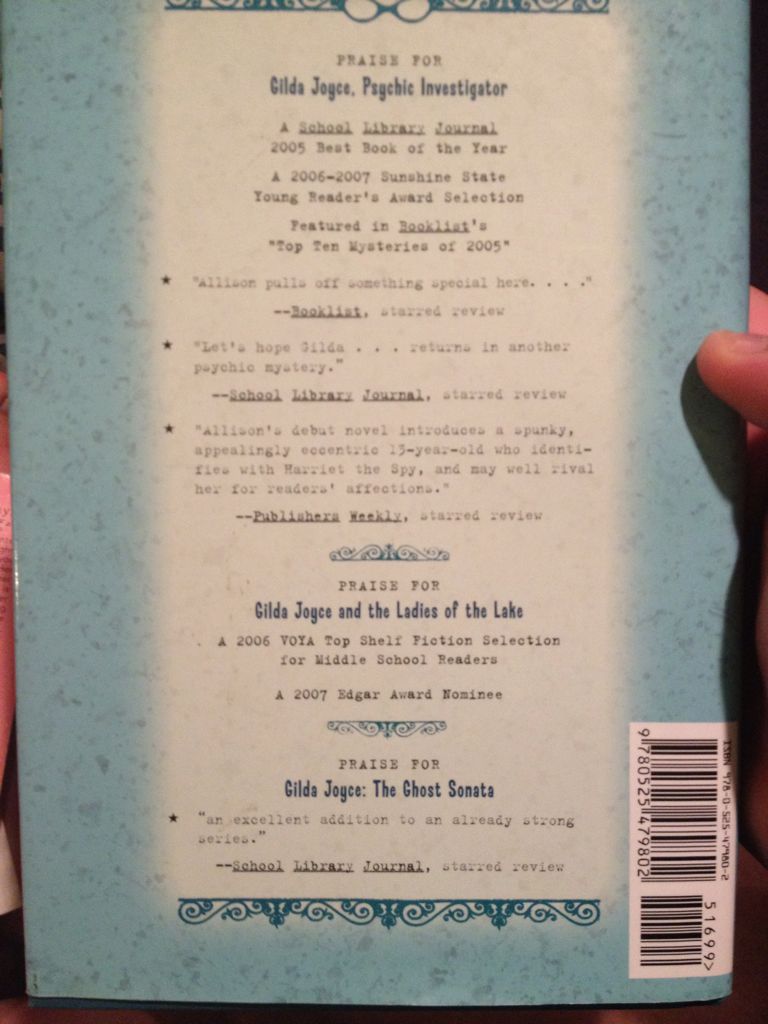 PRAISE FOR
Gilda Joyce, Psychic Investigator
A School Library Journal
2005 Best Book of the Year
A 2006-2007 Sunshine State
Young Reader's Award Selection
Featured in Booklist's
"Top Ten Mysteries of 2005"
★ "Allison pulls off something special here. . . ."
--Booklist, starred review
★ "Let's hope Gilda . . . returns in another
psychic mystery."
--School Library Journal, starred review
★ "Allison's debut novel introduces a spunky,
appealingly eccentric 13-year-old who identi-
fies with Harriet the Spy, and may well rival
her for readers' affections."
--Publishers Weekly, starred review
PRAISE FOR
Gilda Joyce and the Ladies of the Lake
A 2006 VOYA Top Shelf Fiction Selection
for Middle School Readers
A 2007 Edgar Award Nominee
PRAISE FOR
Gilda Joyce: The Ghost Sonata
★ "an excellent addition to an already strong
series."
--School Library Journal, starred review
ISBN 978-0-525-47980-2
9 780525 479802
51699>